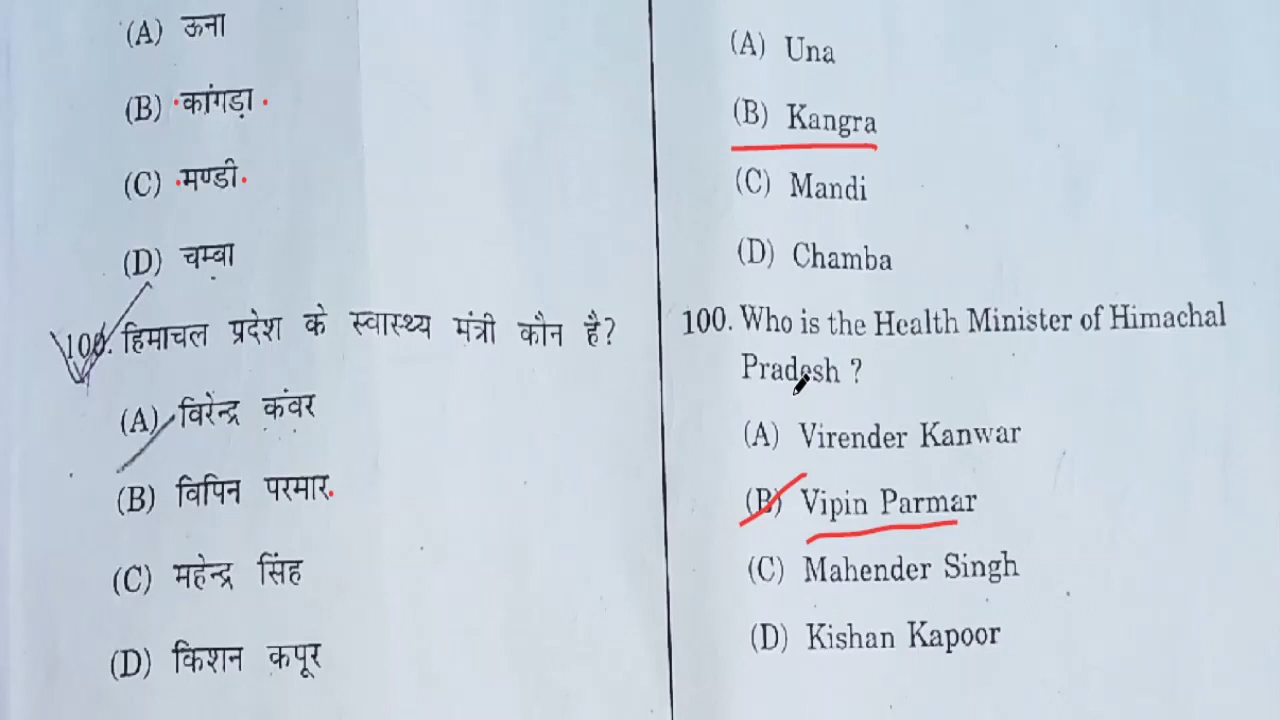 (A) ऊना
(B) कांगड़ा
(C) मण्डी
(D) चम्बा
100. हिमाचल प्रदेश के स्वास्थ्य मंत्री कौन है?
(A) विरेन्द्र कंवर
(B) विपिन परमार
(C) महेन्द्र सिंह
(D) किशन कपूर
(A) Una
(B) Kangra
(C) Mandi
(D) Chamba
100. Who is the Health Minister of Himachal
Pradesh ?
(A) Virender Kanwar
(B) Vipin Parmar
(C) Mahender Singh
(D) Kishan Kapoor